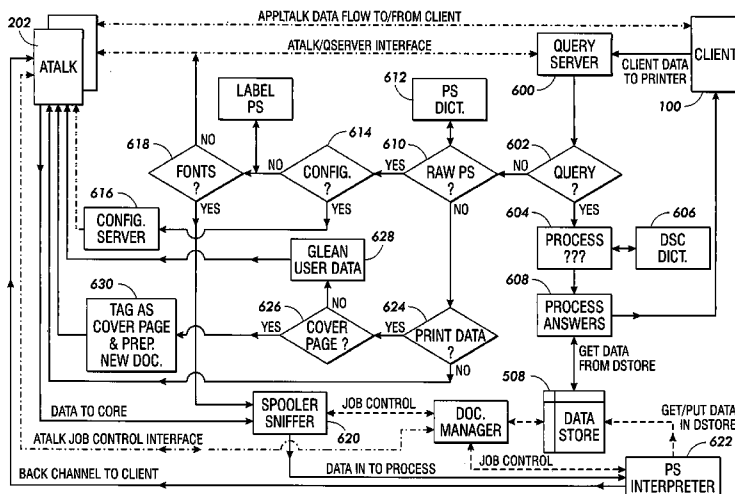 202
APPLTALK DATA FLOW TO/FROM CLIENT
ATALK
ATALK/QSERVER INTERFACE
QUERY
SERVER
600
CLIENT DATA
TO PRINTER
CLIENT
100
LABEL
PS
612
PS
DICT.
618
NO
614
610
602
FONTS
?
NO
CONFIG.
?
YES
RAW PS
?
NO
QUERY
?
616
YES
YES
NO
604
YES
606
CONFIG.
SERVER
PROCESS
???
DSC
DICT.
GLEAN
USER DATA
628
608
630
626
NO
624
PROCESS
ANSWERS
TAG AS
COVER PAGE
& PREP.
NEW DOC.
YES
COVER
PAGE ?
YES
PRINT DATA
?
NO
GET DATA
FROM DSTORE
DATA TO CORE
SPOOLER
SNIFFER
620
JOB CONTROL
DOC.
MANAGER
508
DATA
STORE
GET/PUT DATA
IN DSTORE
622
ATALK JOB CONTROL INTERFACE
DATA IN TO PROCESS
JOB CONTROL
BACK CHANNEL TO CLIENT
PS
INTERPRETER